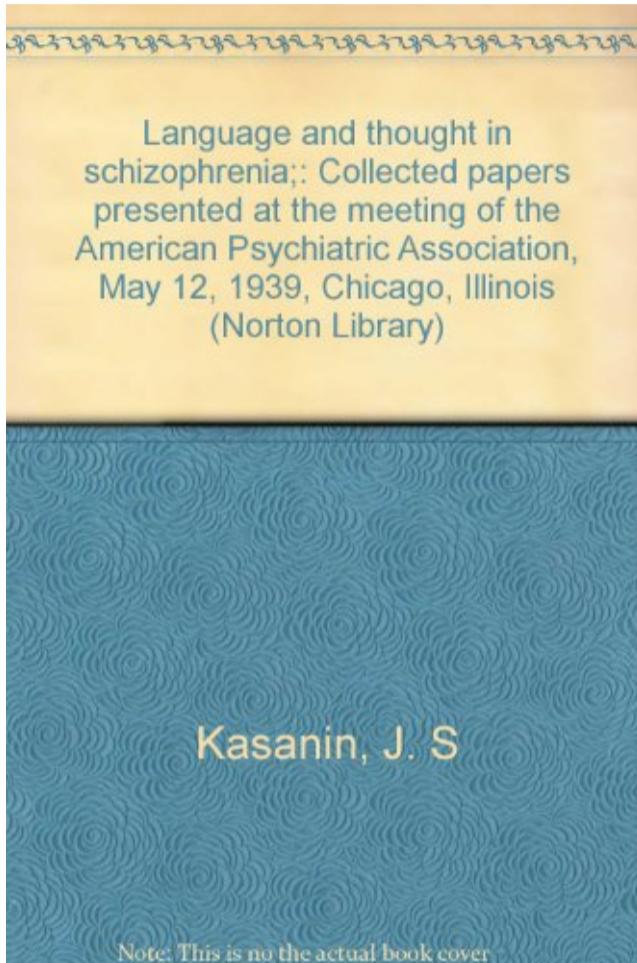 Language and thought in
schizophrenia;: Collected papers
presented at the meeting of the
American Psychiatric Association,
May 12, 1939, Chicago, Illinois
(Norton Library)
Kasanin, J. S
Note: This is no the actual book cover